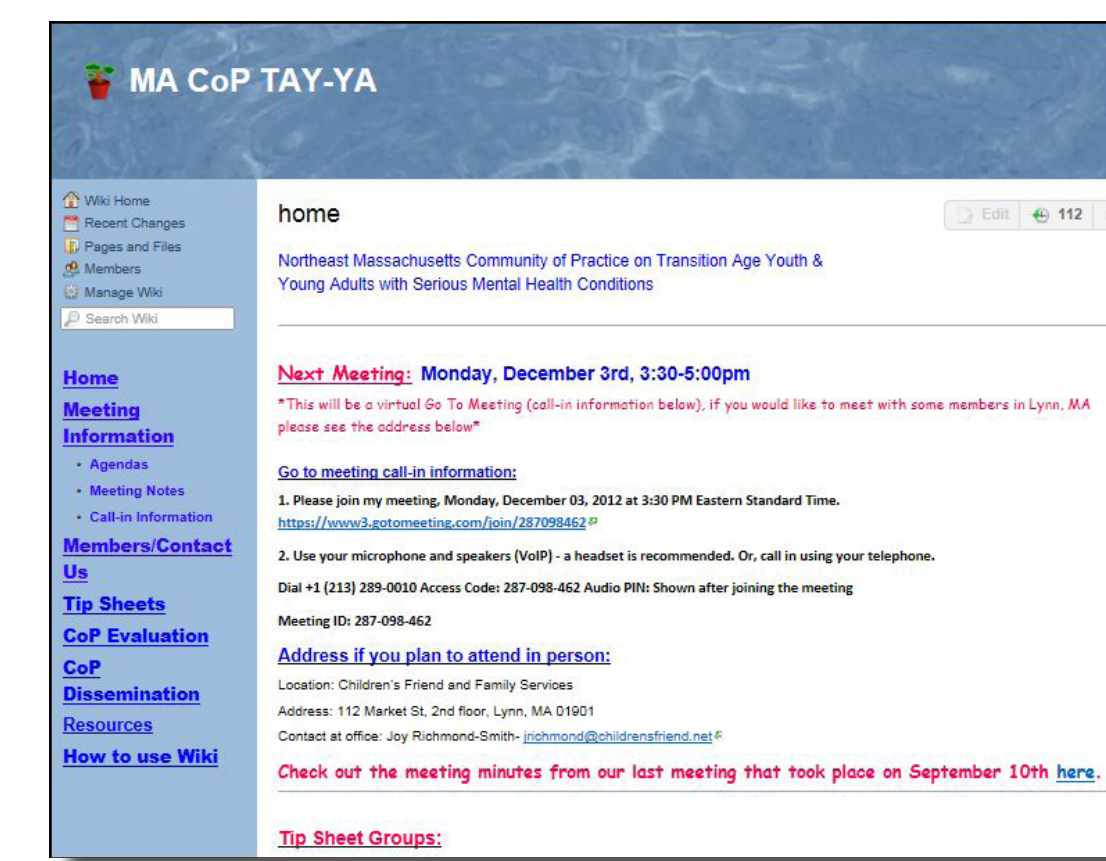 MA CoP TAY-YA
Wiki Home
Recent Changes
Pages and Files
Members
Manage Wiki
Search Wiki
Home
Meeting
Information
• Agendas
• Meeting Notes
• Call-in Information
Members/Contact
Us
Tip Sheets
CoP Evaluation
CoP
Dissemination
Resources
How to use Wiki
home
Edit 112
Northeast Massachusetts Community of Practice on Transition Age Youth &
Young Adults with Serious Mental Health Conditions
Next Meeting: Monday, December 3rd, 3:30-5:00pm
*This will be a virtual Go To Meeting (call-in information below), if you would like to meet with some members in Lynn, MA
please see the address below*
Go to meeting call-in information:
1. Please join my meeting, Monday, December 03, 2012 at 3:30 PM Eastern Standard Time.
https://www3.gotomeeting.com/join/287098462
2. Use your microphone and speakers (VoIP) - a headset is recommended. Or, call in using your telephone.
Dial +1 (213) 289-0010 Access Code: 287-098-462 Audio PIN: Shown after joining the meeting
Meeting ID: 287-098-462
Address if you plan to attend in person:
Location: Children's Friend and Family Services
Address: 112 Market St, 2nd floor, Lynn, MA 01901
Contact at office: Joy Richmond-Smith- jrichmond@childrensfriend.net
Check out the meeting minutes from our last meeting that took place on September 10th here.
Tip Sheet Groups: